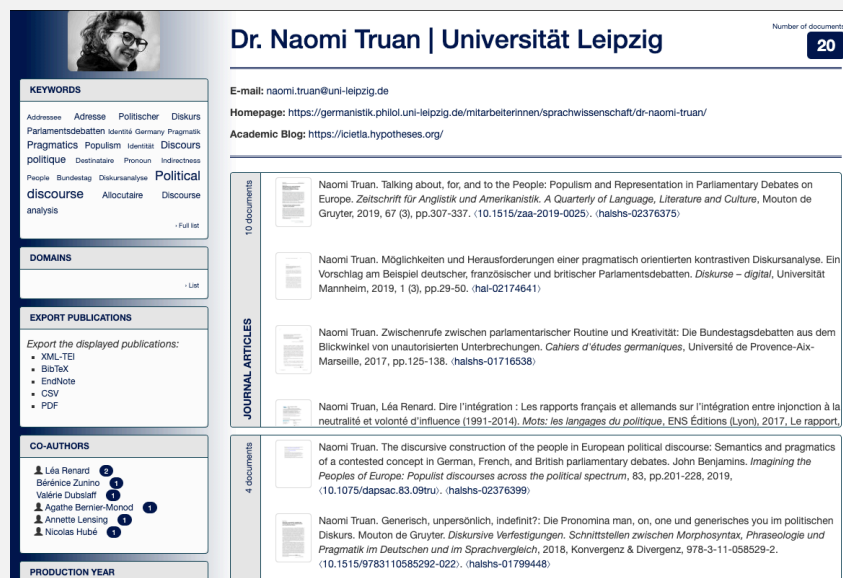 Dr. Naomi Truan | Universität Leipzig
Number of documents
20
E-mail: naomi.truan@uni-leipzig.de
Homepage: https://germanistik.philol.uni-leipzig.de/mitarbeiterinnen/sprachwissenschaft/dr-naomi-truan/
Academic Blog: https://icietla.hypotheses.org/
KEYWORDS
Addressee Adresse Politischer Diskurs
Parlamentsdebatten Identité Germany Pragmatik
Pragmatics Populism Identität Discours
politique Destinataire Pronoun Indirectness
People Bundestag Diskursanalyse Political
discourse Allocutaire Discourse
analysis
› Full list
DOMAINS
› List
EXPORT PUBLICATIONS
Export the displayed publications:
XML-TEI
BibTeX
EndNote
CSV
PDF
CO-AUTHORS
Léa Renard 2
Bérénice Zunino 1
Valérie Dubslaff 1
Agathe Bernier-Monod 1
Annette Lensing 1
Nicolas Hubé 1
PRODUCTION YEAR
10 documents
JOURNAL ARTICLES
Naomi Truan. Talking about, for, and to the People: Populism and Representation in Parliamentary Debates on
Europe. Zeitschrift für Anglistik und Amerikanistik. A Quarterly of Language, Literature and Culture, Mouton de
Gruyter, 2019, 67 (3), pp.307-337. ⟨10.1515/zaa-2019-0025⟩. ⟨halshs-02376375⟩
Naomi Truan. Möglichkeiten und Herausforderungen einer pragmatisch orientierten kontrastiven Diskursanalyse. Ein
Vorschlag am Beispiel deutscher, französischer und britischer Parlamentsdebatten. Diskurse – digital, Universität
Mannheim, 2019, 1 (3), pp.29-50. ⟨hal-02174641⟩
Naomi Truan. Zwischenrufe zwischen parlamentarischer Routine und Kreativität: Die Bundestagsdebatten aus dem
Blickwinkel von unautorisierten Unterbrechungen. Cahiers d'études germaniques, Université de Provence-Aix-
Marseille, 2017, pp.125-138. ⟨halshs-01716538⟩
Naomi Truan, Léa Renard. Dire l'intégration : Les rapports français et allemands sur l'intégration entre injonction à la
neutralité et volonté d'influence (1991-2014). Mots: les langages du politique, ENS Éditions (Lyon), 2017, Le rapport,
4 documents
Naomi Truan. The discursive construction of the people in European political discourse: Semantics and pragmatics
of a contested concept in German, French, and British parliamentary debates. John Benjamins. Imagining the
Peoples of Europe: Populist discourses across the political spectrum, 83, pp.201-228, 2019,
⟨10.1075/dapsac.83.09tru⟩. ⟨halshs-02376399⟩
Naomi Truan. Generisch, unpersönlich, indefinit?: Die Pronomina man, on, one und generisches you im politischen
Diskurs. Mouton de Gruyter. Diskursive Verfestigungen. Schnittstellen zwischen Morphosyntax, Phraseologie und
Pragmatik im Deutschen und im Sprachvergleich, 2018, Konvergenz & Divergenz, 978-3-11-058529-2.
⟨10.1515/9783110585292-022⟩. ⟨halshs-01799448⟩